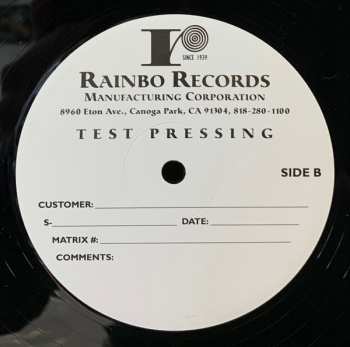 r
SINCE 1939
RAINBO RECORDS
MANUFACTURING CORPORATION
8960 Eton Ave., Canoga Park, CA 91304, 818-280-1100
TEST PRESSING
SIDE B
CUSTOMER:
S- DATE:
MATRIX #:
COMMENTS: